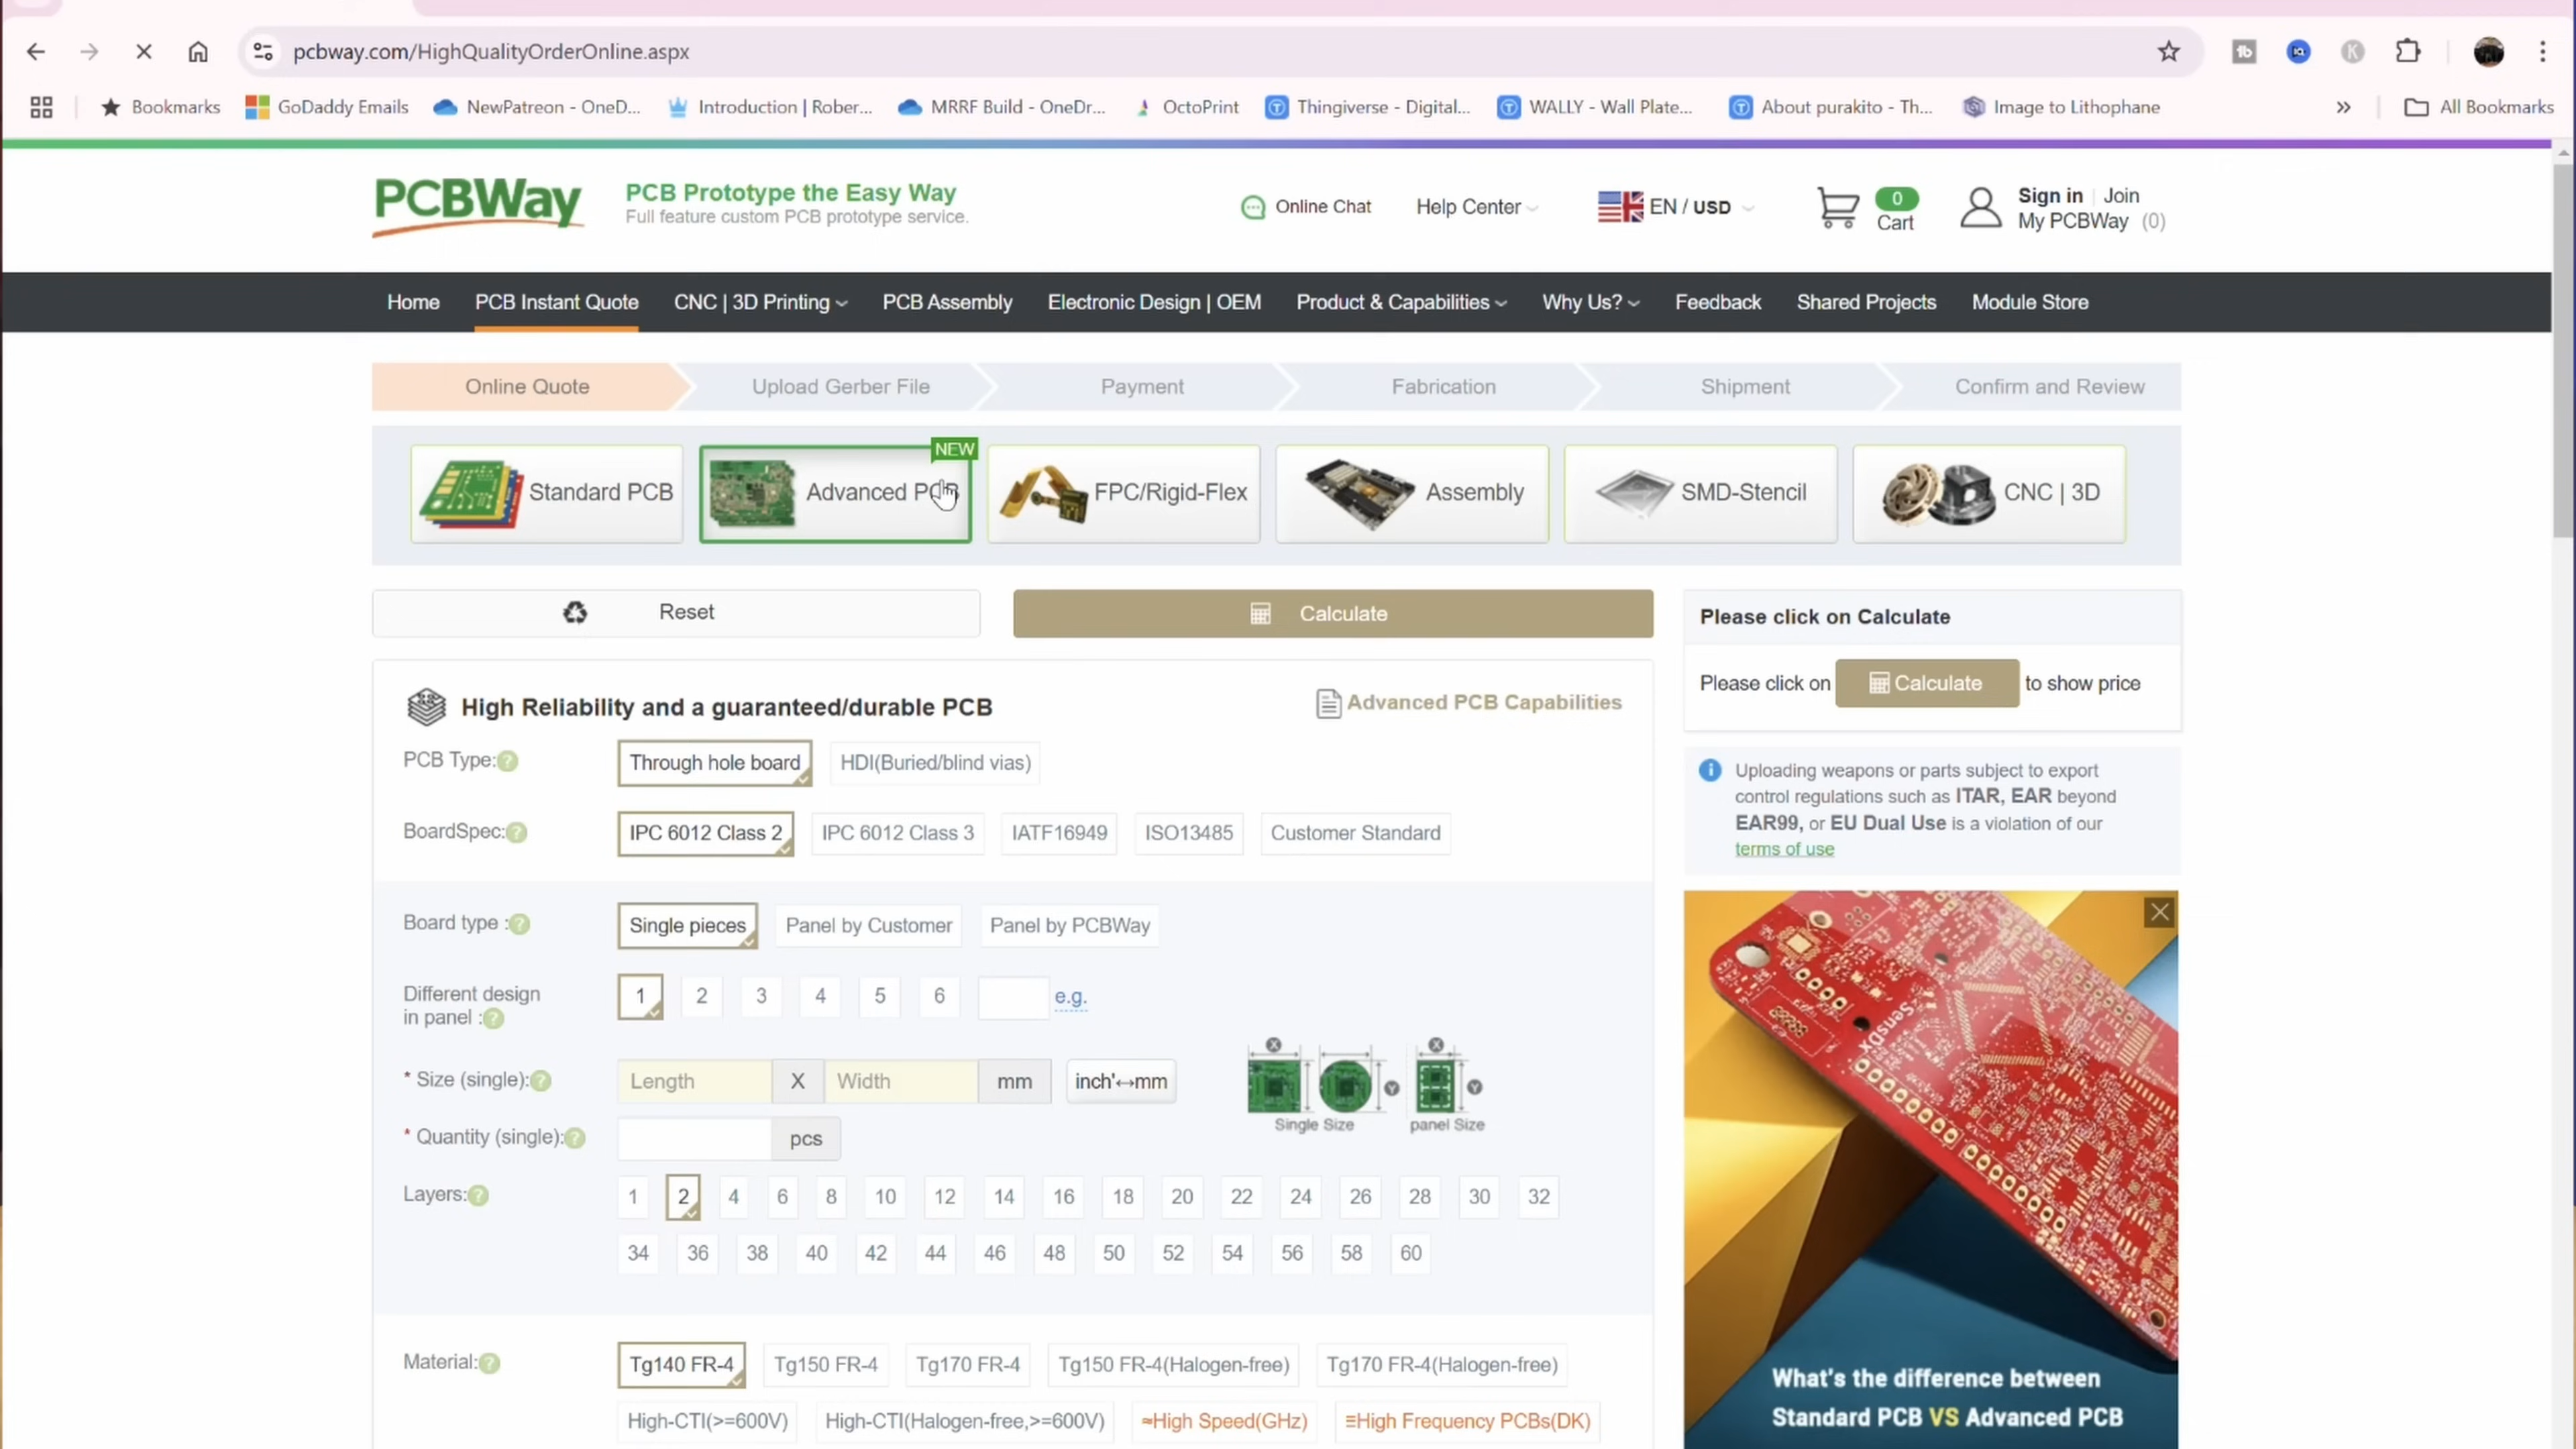 pcbway.com/HighQualityOrderOnline.aspx
Bookmarks GoDaddy Emails NewPatreon - OneD... Introduction | Rober... MRRF Build - OneDr... OctoPrint Thingiverse - Digital... WALLY - Wall Plate... About purakito - Th... Image to Lithophane » All Bookmarks
PCBWay
PCB Prototype the Easy Way
Full feature custom PCB prototype service.
Online Chat Help Center EN / USD 0 Cart
Sign in | Join
My PCBWay (0)
Home PCB Instant Quote CNC | 3D Printing PCB Assembly Electronic Design | OEM Product & Capabilities Why Us? Feedback Shared Projects Module Store
Online Quote Upload Gerber File Payment Fabrication Shipment Confirm and Review
NEW
Standard PCB Advanced PCB FPC/Rigid-Flex Assembly SMD-Stencil CNC | 3D
Reset Calculate
Please click on Calculate
Please click on Calculate to show price
High Reliability and a guaranteed/durable PCB
Advanced PCB Capabilities
PCB Type: Through hole board HDI(Buried/blind vias)
BoardSpec: IPC 6012 Class 2 IPC 6012 Class 3 IATF16949 ISO13485 Customer Standard
Uploading weapons or parts subject to export
control regulations such as ITAR, EAR beyond
EAR99, or EU Dual Use is a violation of our
terms of use
Board type : Single pieces Panel by Customer Panel by PCBWay
Different design
in panel : 1 2 3 4 5 6 e.g.
* Size (single): Length X Width mm inch'↔mm
X X Y Y
Single Size panel Size
* Quantity (single): pcs
Layers: 1 2 4 6 8 10 12 14 16 18 20 22 24 26 28 30 32
34 36 38 40 42 44 46 48 50 52 54 56 58 60
Material: Tg140 FR-4 Tg150 FR-4 Tg170 FR-4 Tg150 FR-4(Halogen-free) Tg170 FR-4(Halogen-free)
High-CTI(>=600V) High-CTI(Halogen-free,>=600V) ≈High Speed(GHz) ≡High Frequency PCBs(DK)
What's the difference between
Standard PCB VS Advanced PCB